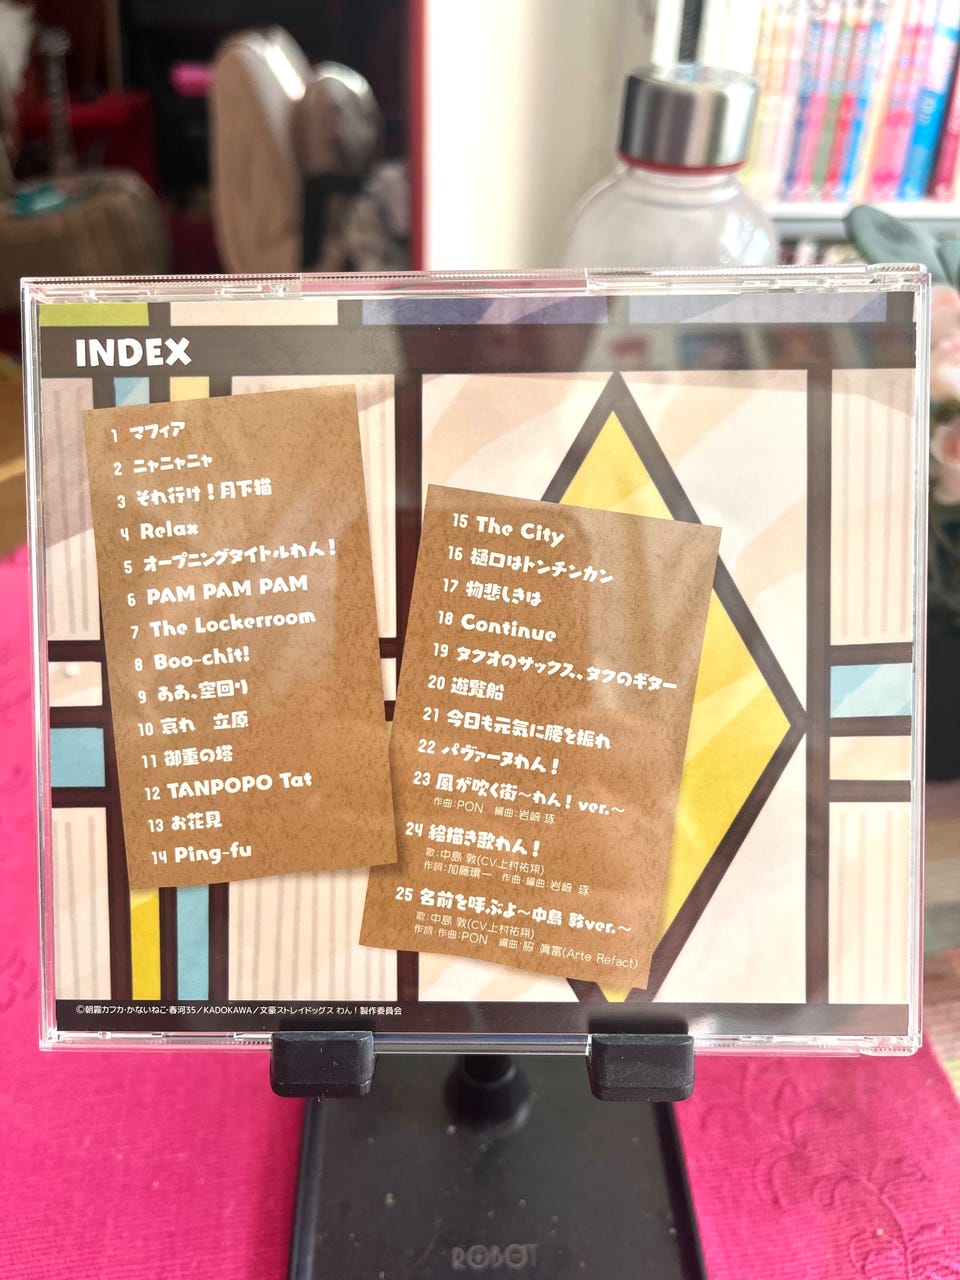 INDEX
1 マフィア
2 ニャニャニャ
3 それ行け！月下猫
4 Relax
5 オープニングタイトルわん！
6 PAM PAM PAM
7 The Lockerroom
8 Boo-chit!
9 ああ、空回り
10 哀れ　立原
11 御重の塔
12 TANPOPO Tat
13 お花見
14 Ping-fu
15 The City
16 樋口はトンチンカン
17 物悲しきは
18 Continue
19 タクオのサックス、タクのギター
20 遊覧船
21 今日も元気に腰を振れ
22 パヴァーヌわん！
23 風が吹く街〜わん！ver.〜
作曲：PON　編曲：岩崎 琢
24 絵描き歌わん！
歌：中島 敦(CV.上村祐翔)
作詞：加藤環一　作曲・編曲：岩崎 琢
25 名前を呼ぶよ〜中島 敦ver.〜
歌：中島 敦(CV.上村祐翔)
作詞・作曲：PON　編曲：脇 眞富(Arte Refact)
©朝霧カフカ・かないねこ・春河35／KADOKAWA／文豪ストレイドッグス わん！製作委員会
ROBOT